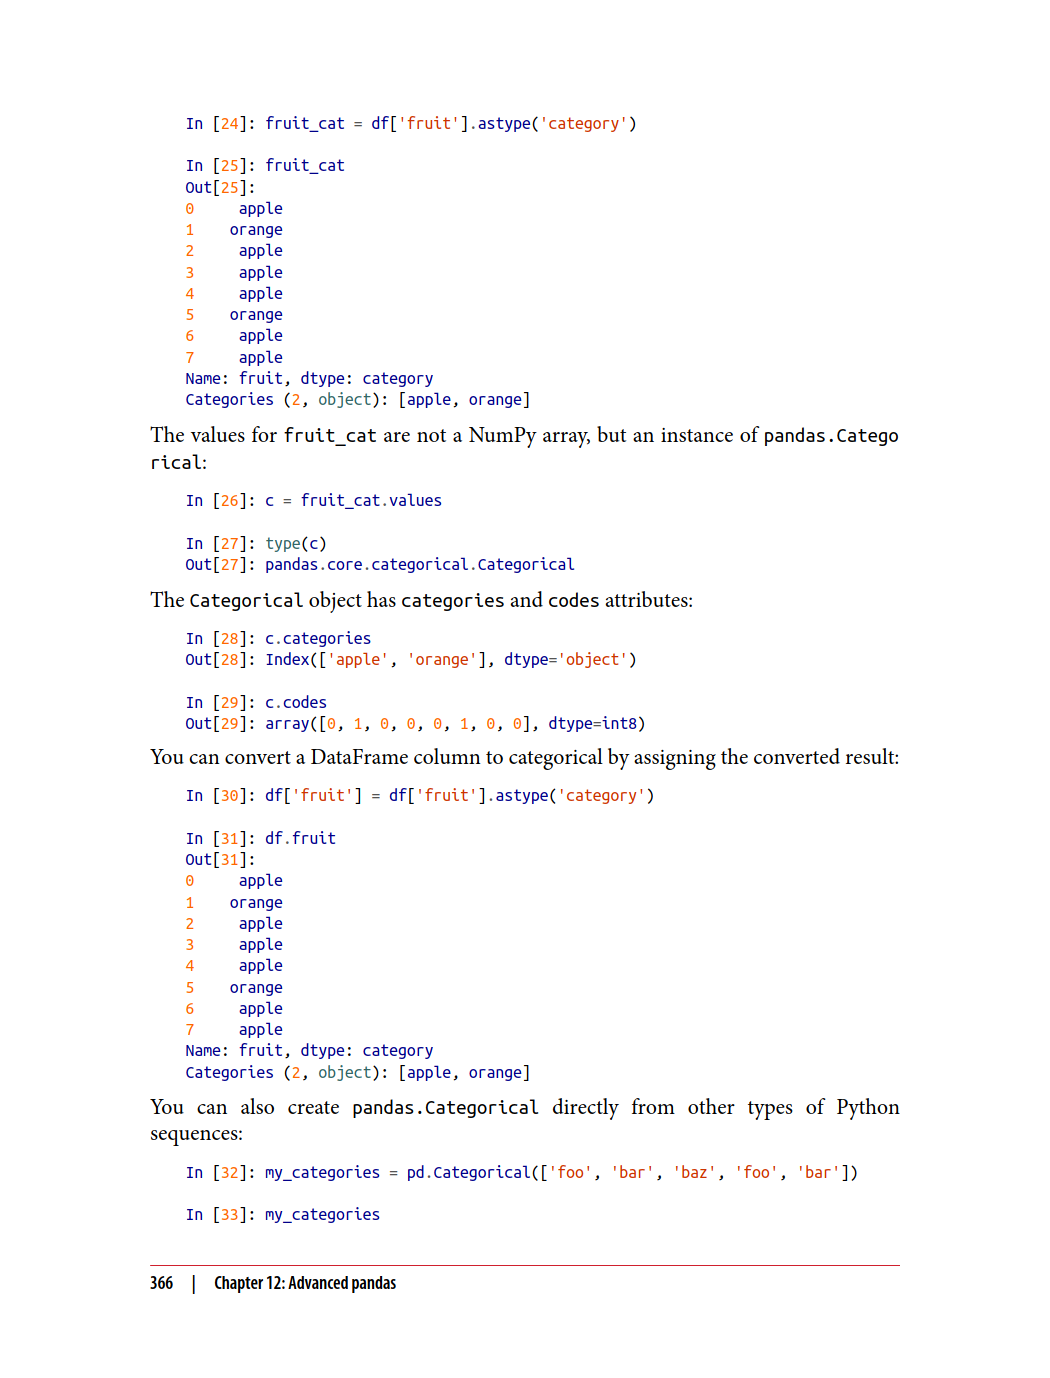 In [24]: fruit_cat = df['fruit'].astype('category')
In [25]: fruit_cat
Out[25]:
0     apple
1    orange
2     apple
3     apple
4     apple
5    orange
6     apple
7     apple
Name: fruit, dtype: category
Categories (2, object): [apple, orange]
The values for fruit_cat are not a NumPy array, but an instance of pandas.Catego
rical:
In [26]: c = fruit_cat.values
In [27]: type(c)
Out[27]: pandas.core.categorical.Categorical
The Categorical object has categories and codes attributes:
In [28]: c.categories
Out[28]: Index(['apple', 'orange'], dtype='object')
In [29]: c.codes
Out[29]: array([0, 1, 0, 0, 0, 1, 0, 0], dtype=int8)
You can convert a DataFrame column to categorical by assigning the converted result:
In [30]: df['fruit'] = df['fruit'].astype('category')
In [31]: df.fruit
Out[31]:
0     apple
1    orange
2     apple
3     apple
4     apple
5    orange
6     apple
7     apple
Name: fruit, dtype: category
Categories (2, object): [apple, orange]
You can also create pandas.Categorical directly from other types of Python
sequences:
In [32]: my_categories = pd.Categorical(['foo', 'bar', 'baz', 'foo', 'bar'])
In [33]: my_categories
366 | Chapter 12: Advanced pandas